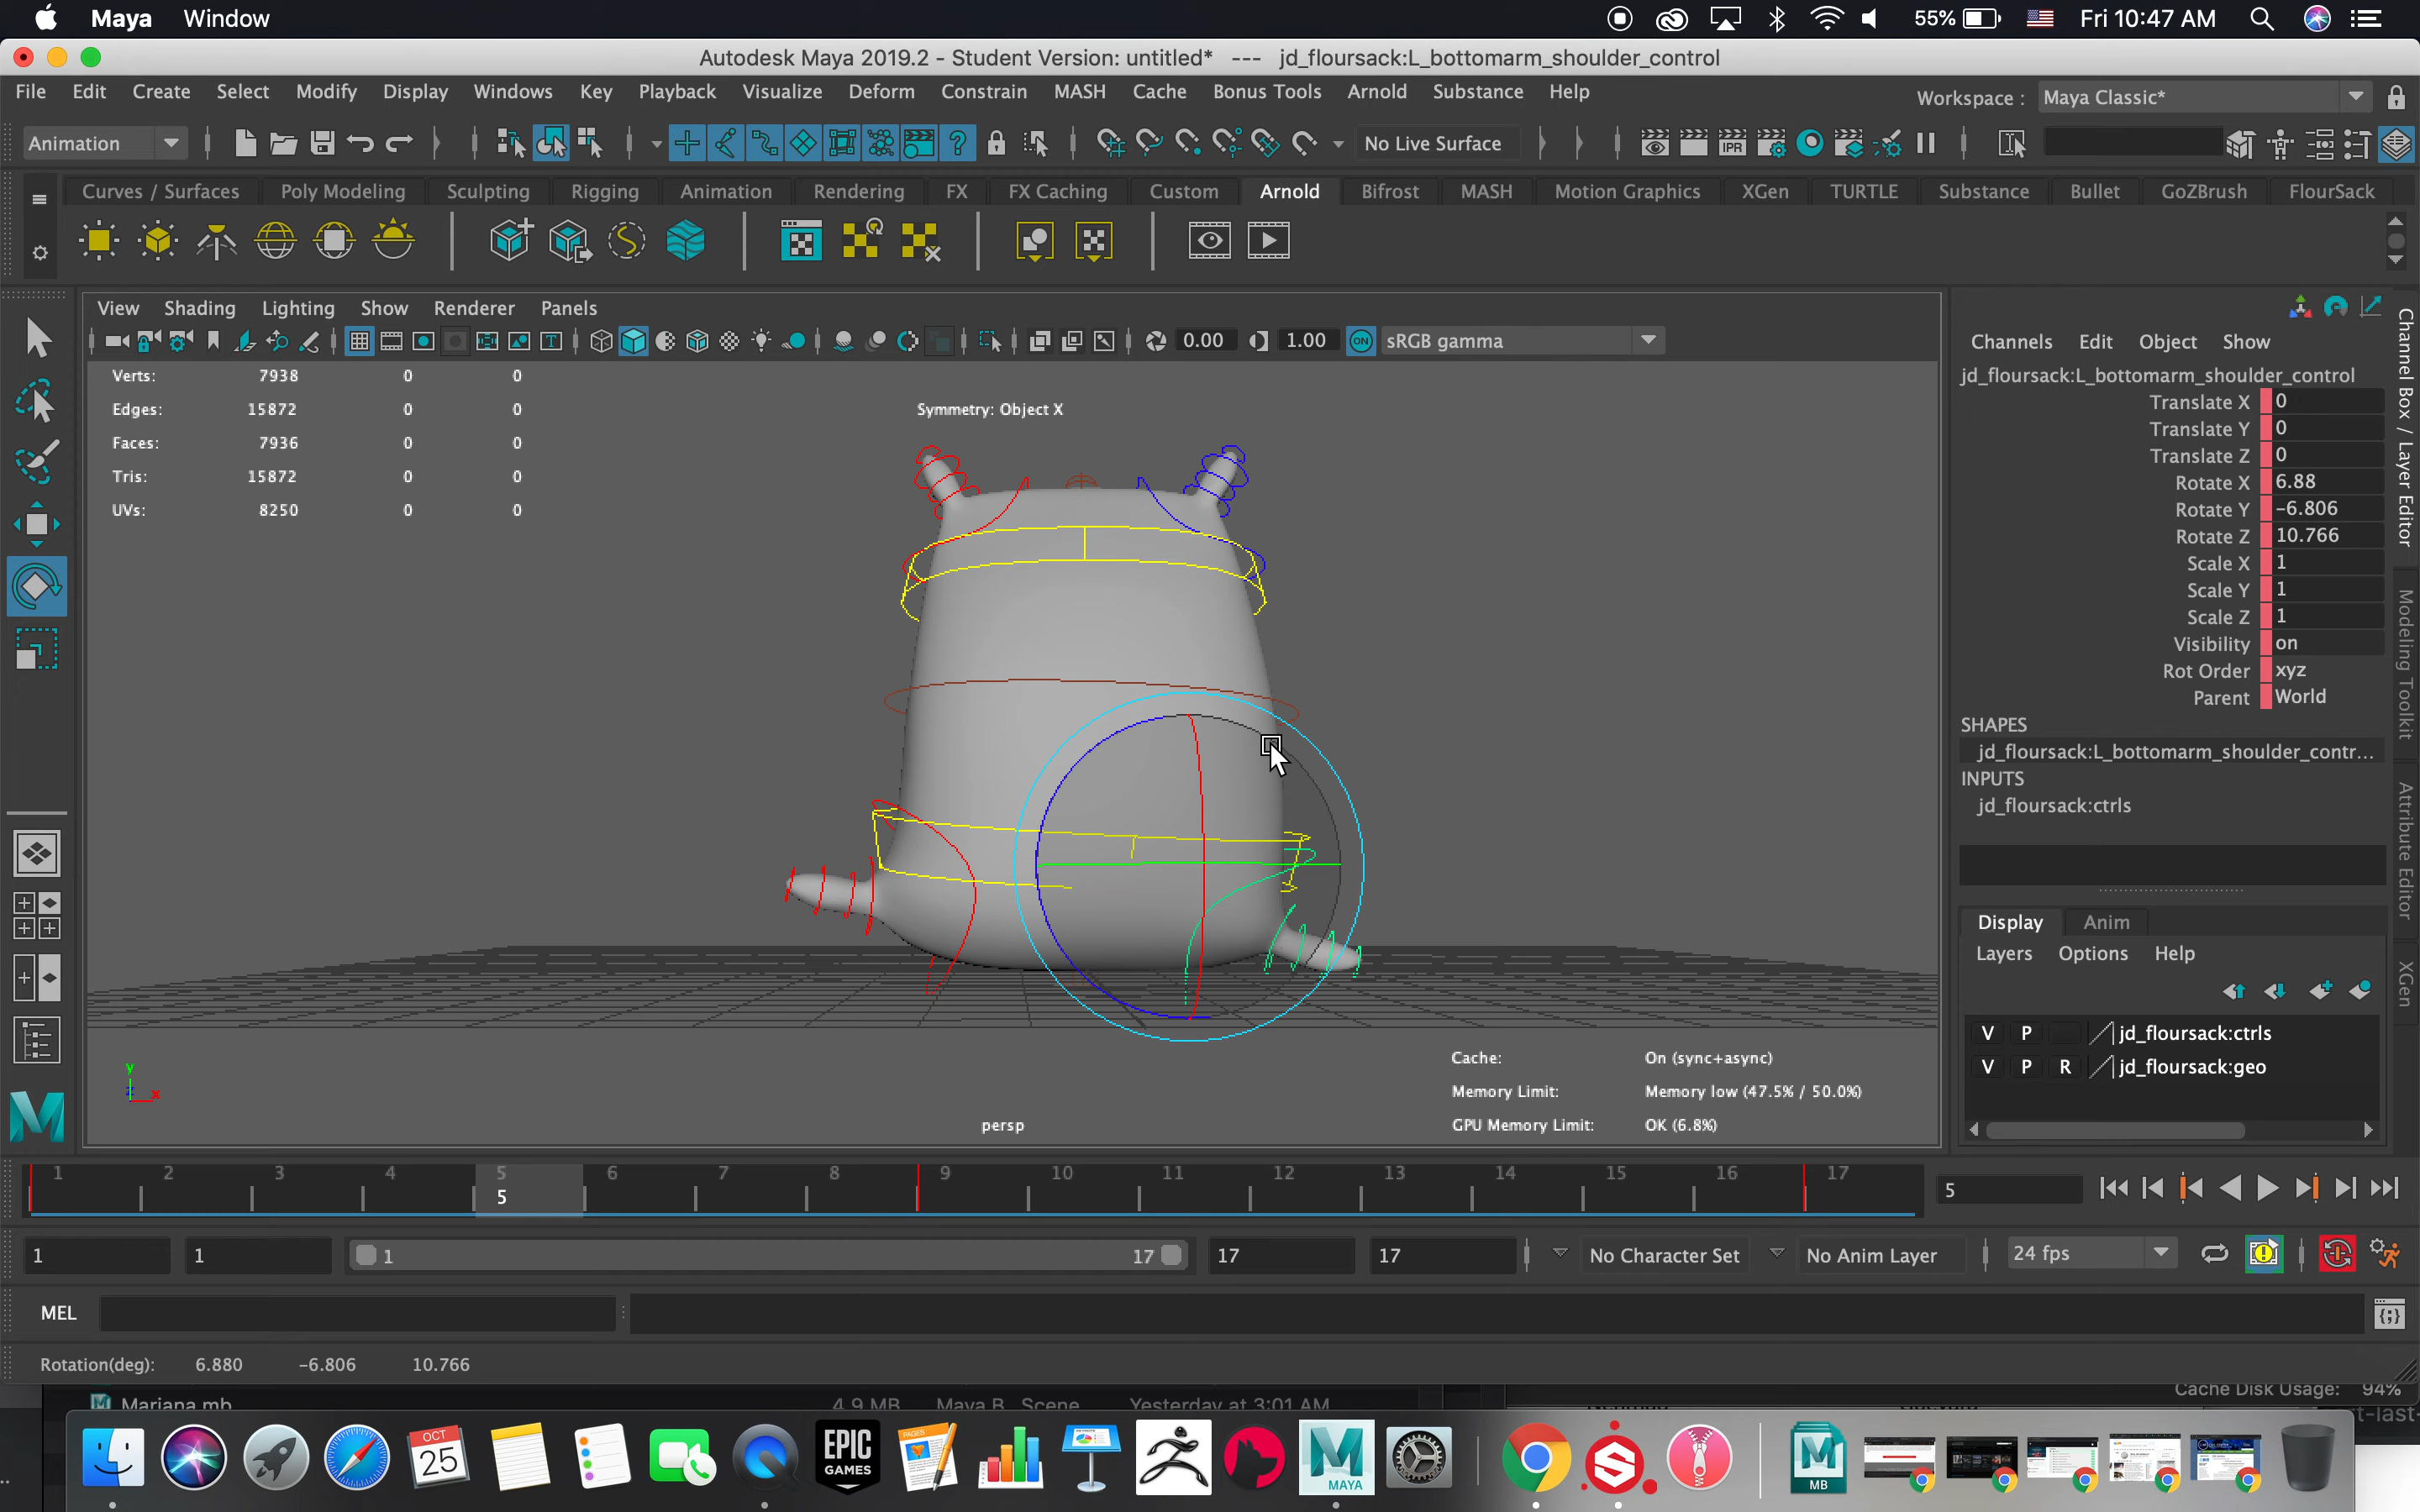 Maya Window 55% Fri 10:47 AM
Autodesk Maya 2019.2 - Student Version: untitled* --- jd_floursack:L_bottomarm_shoulder_control
File Edit Create Select Modify Display Windows Key Playback Visualize Deform Constrain MASH Cache Bonus Tools Arnold Substance Help
Workspace : Maya Classic*
Animation No Live Surface IPR
Curves / Surfaces Poly Modeling Sculpting Rigging Animation Rendering FX FX Caching Custom Arnold Bifrost MASH Motion Graphics XGen TURTLE Substance Bullet GoZBrush FlourSack
View Shading Lighting Show Renderer Panels
0.00 1.00 ON sRGB gamma
Verts: 7938 0 0
Edges: 15872 0 0
Faces: 7936 0 0
Tris: 15872 0 0
UVs: 8250 0 0
Symmetry: Object X
y
x
persp
Cache: On (sync+async)
Memory Limit: Memory low (47.5% / 50.0%)
GPU Memory Limit: OK (6.8%)
Channels Edit Object Show
jd_floursack:L_bottomarm_shoulder_control
Translate X 0
Translate Y 0
Translate Z 0
Rotate X 6.88
Rotate Y -6.806
Rotate Z 10.766
Scale X 1
Scale Y 1
Scale Z 1
Visibility on
Rot Order xyz
Parent World
SHAPES
jd_floursack:L_bottomarm_shoulder_contr...
INPUTS
jd_floursack:ctrls
Display Anim
Layers Options Help
V P jd_floursack:ctrls
V P R jd_floursack:geo
Channel Box / Layer Editor
Modeling Toolkit
Attribute Editor
XGen
1 2 3 4 5 6 7 8 9 10 11 12 13 14 15 16 17
5
5
1 1 1 17 17 17 No Character Set No Anim Layer 24 fps
MEL
Rotation(deg): 6.880 -6.806 10.766
Mariana.mb 4.9 MB Maya B...Scene Yesterday at 3:01 AM
Cache Disk Usage: 94%
t-last-
OCT
25
EPIC
GAMES
PAGES
M
MAYA
MB